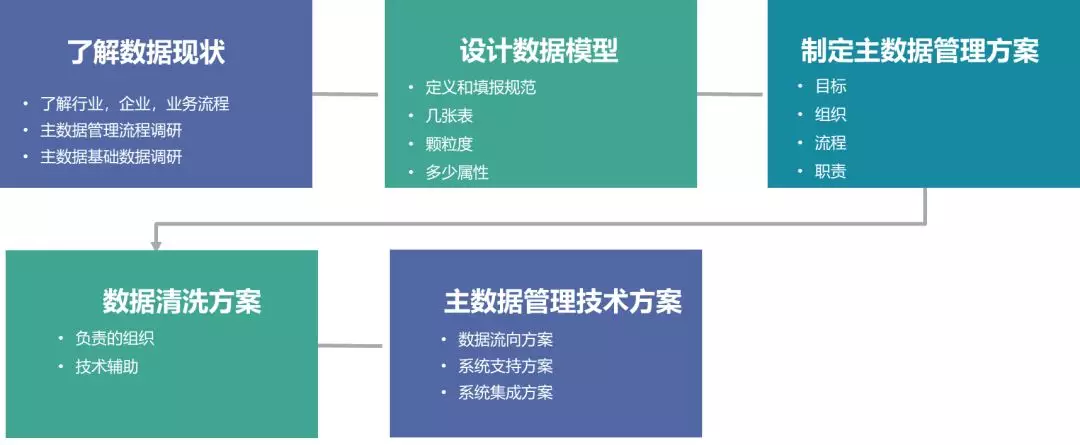 了解数据现状
• 了解行业，企业，业务流程
• 主数据管理流程调研
• 主数据基础数据调研
设计数据模型
• 定义和填报规范
• 几张表
• 颗粒度
• 多少属性
制定主数据管理方案
• 目标
• 组织
• 流程
• 职责
数据清洗方案
• 负责的组织
• 技术辅助
主数据管理技术方案
• 数据流向方案
• 系统支持方案
• 系统集成方案